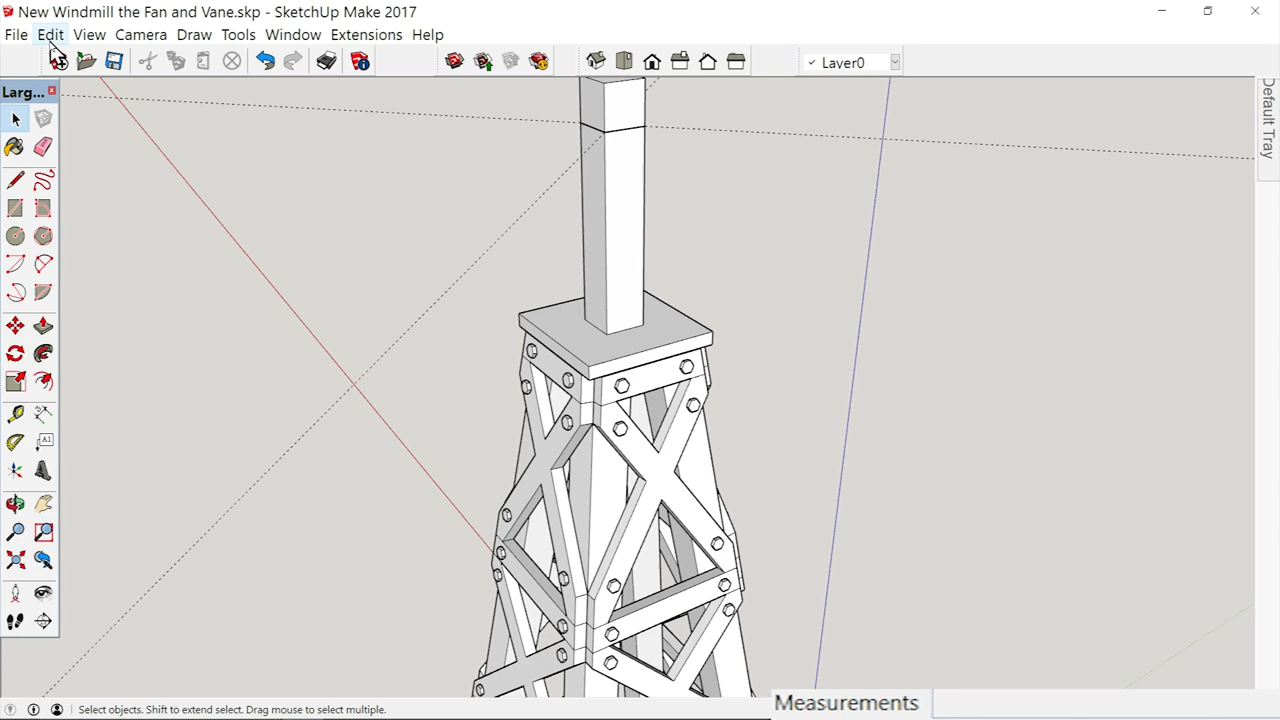 New Windmill the Fan and Vane.skp - SketchUp Make 2017
File Edit View Camera Draw Tools Window Extensions Help
✓ Layer0
Larg...
Default Tray
A1
Select objects. Shift to extend select. Drag mouse to select multiple.
Measurements